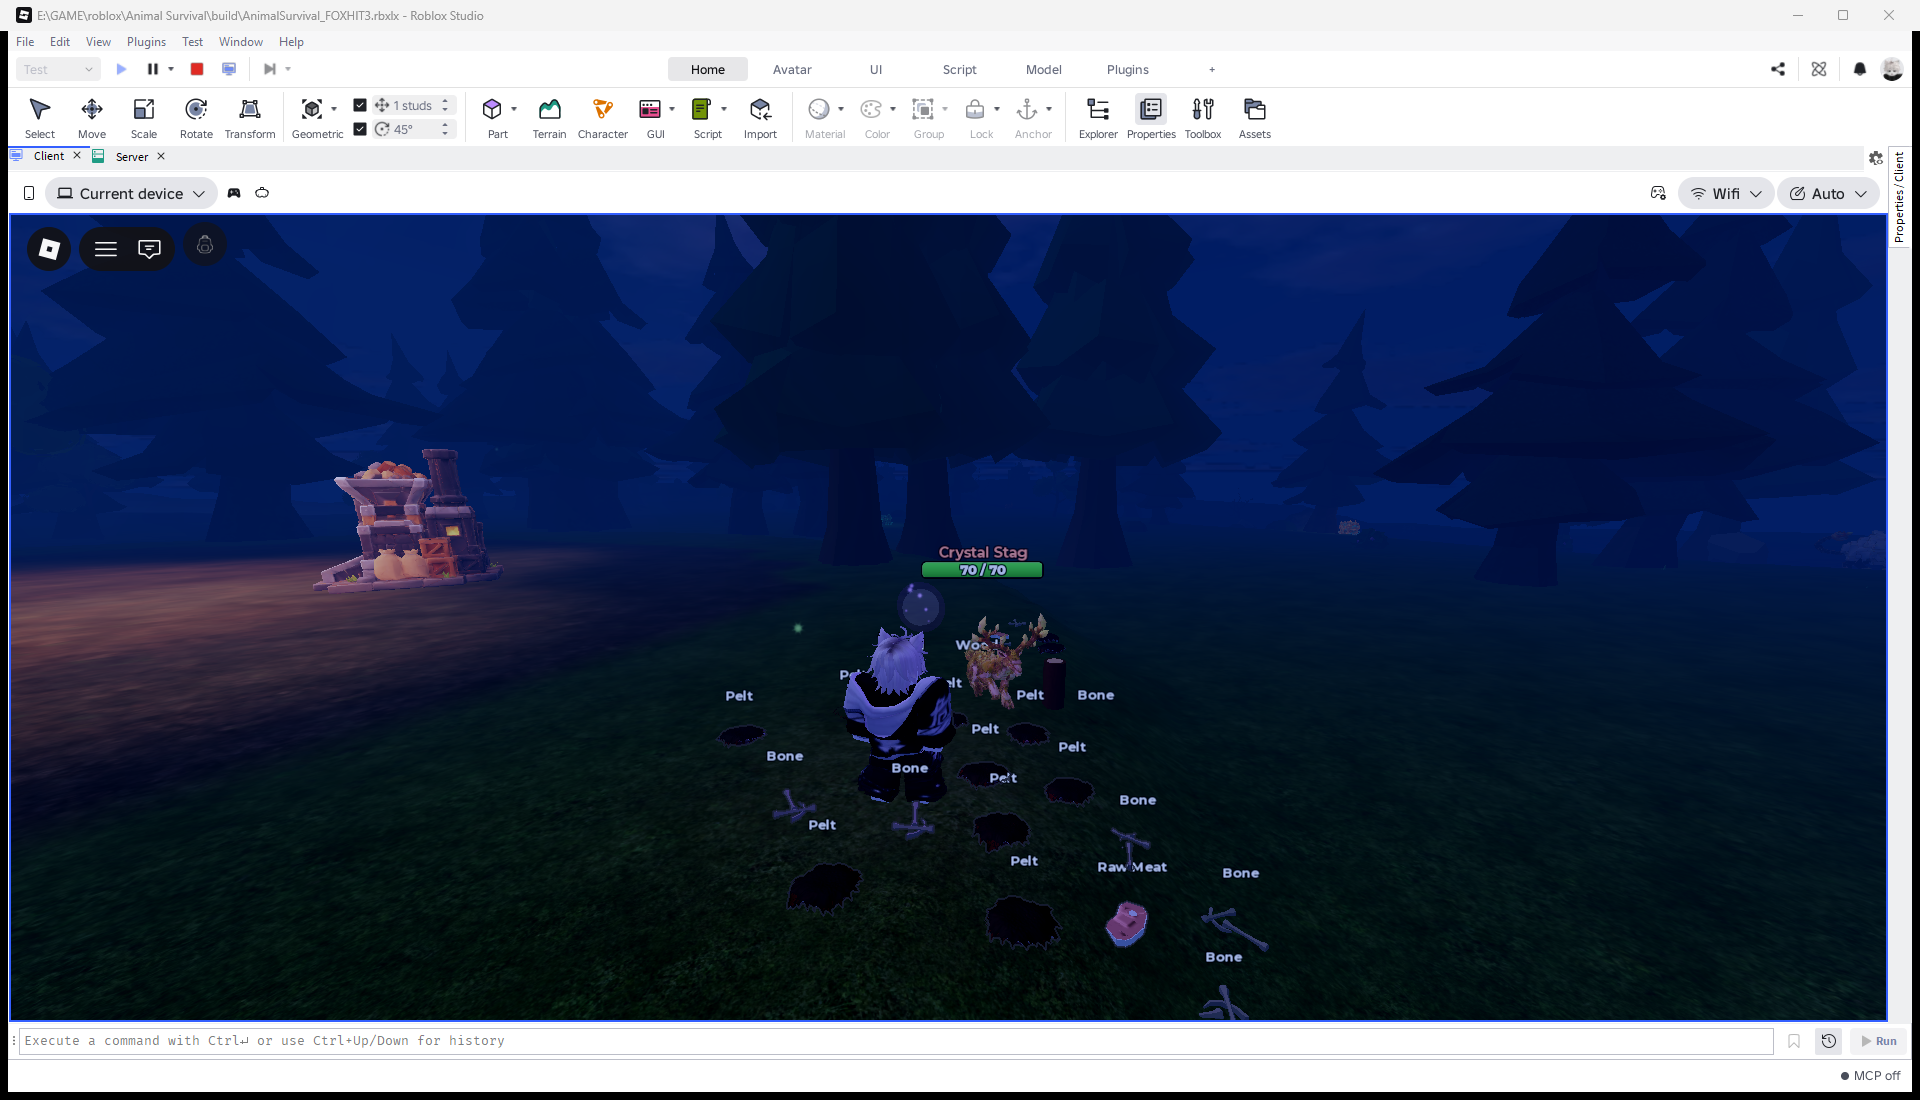 E:\GAME\roblox\Animal Survival\build\AnimalSurvival_FOXHIT3.rbxlx - Roblox Studio
File Edit View Plugins Test Window Help
Test
Home Avatar UI Script Model Plugins +
1 studs
45°
Select Move Scale Rotate Transform Geometric Part Terrain Character GUI Script Import Material Color Group Lock Anchor Explorer Properties Toolbox Assets
Client Server
Properties / Client
Current device
Wifi
Auto
Crystal Stag
70 / 70
Pelt
Bone
Pelt
Pelt
Pelt
Bone
Bone
Pelt
Bone
Pelt
Pelt
Raw Meat
Bone
Bone
Execute a command with Ctrl↵ or use Ctrl+Up/Down for history
Run
MCP off